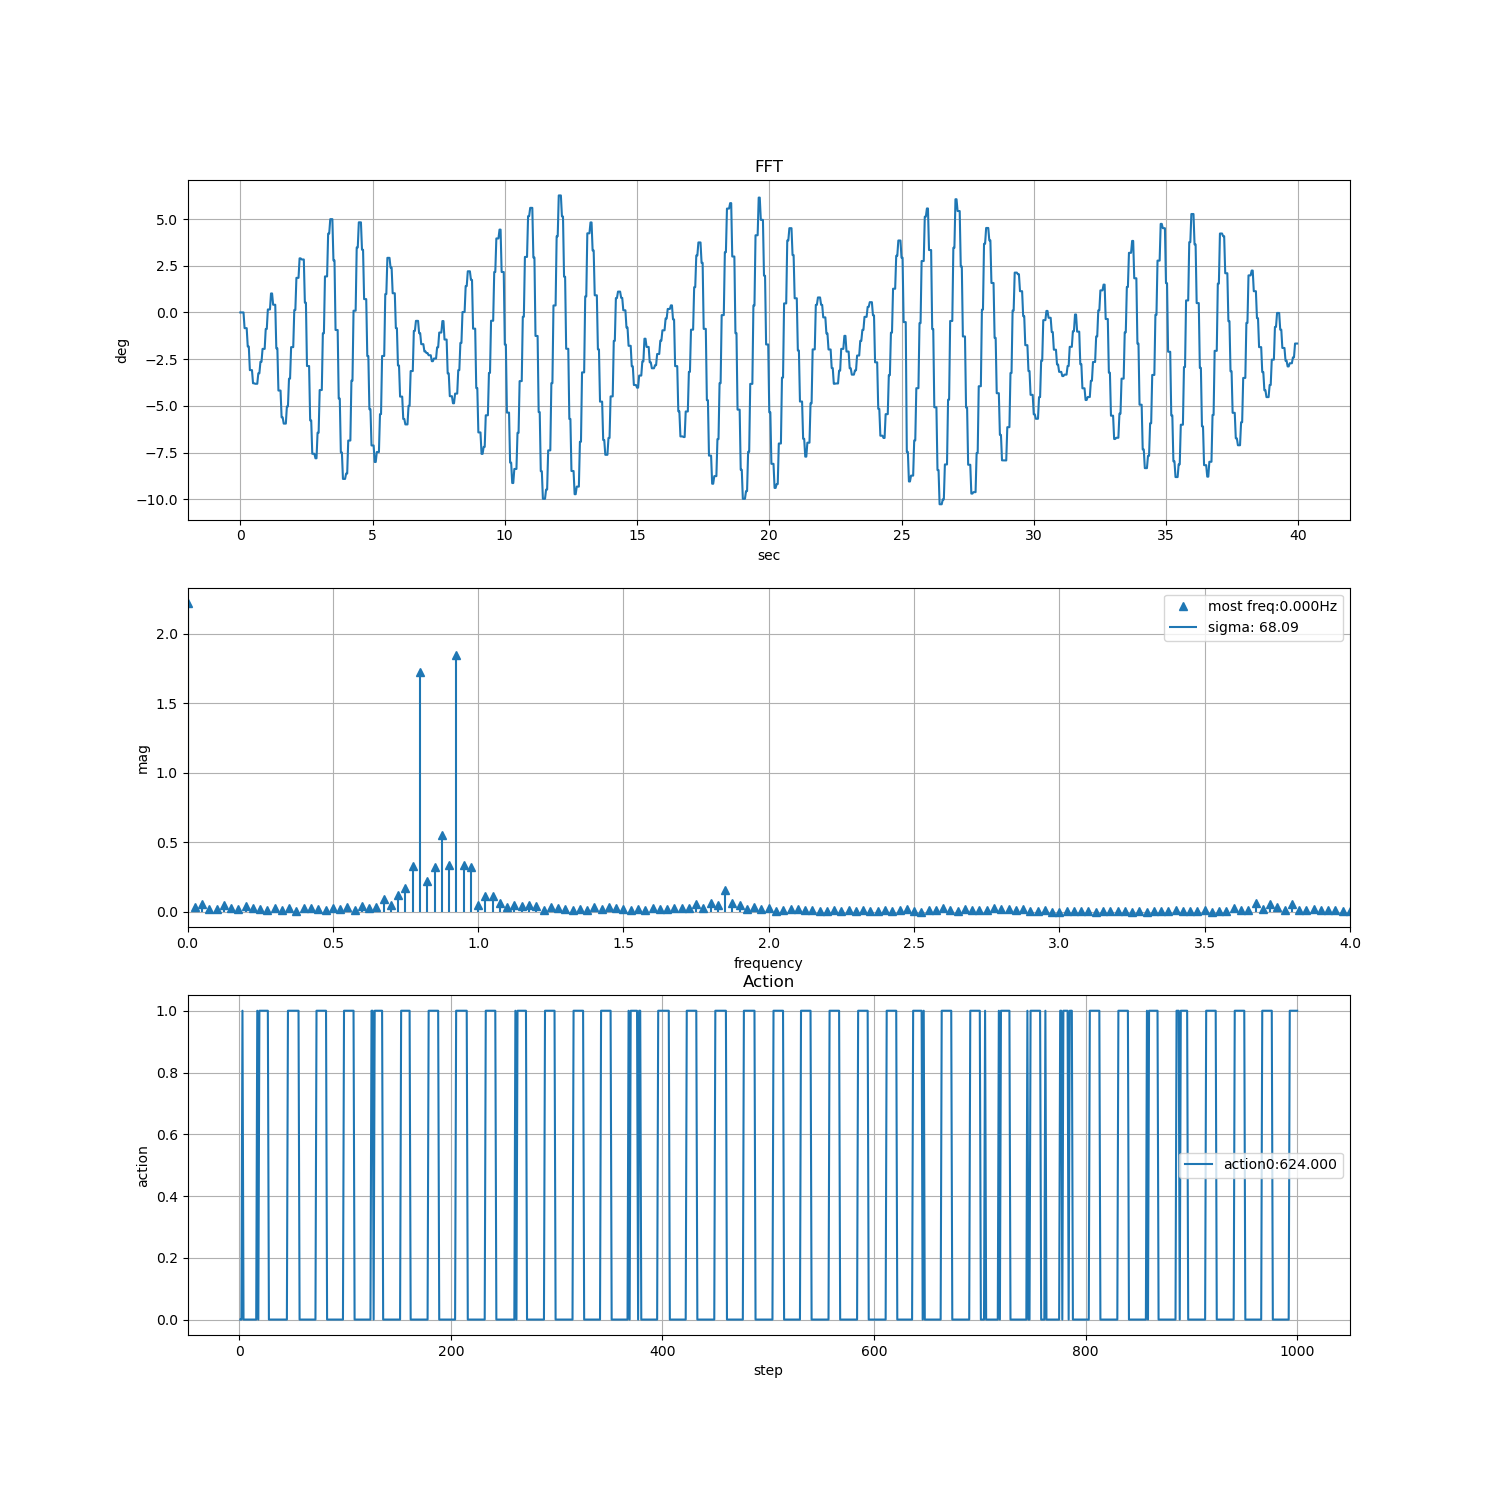 FFT
5.0
2.5
0.0
−2.5
−5.0
−7.5
−10.0
deg
0 5 10 15 20 25 30 35 40
sec
most freq:0.000Hz
sigma: 68.09
2.0
1.5
1.0
0.5
0.0
mag
0.0 0.5 1.0 1.5 2.0 2.5 3.0 3.5 4.0
frequency
Action
1.0
0.8
0.6
0.4
0.2
0.0
action
action0:624.000
0 200 400 600 800 1000
step